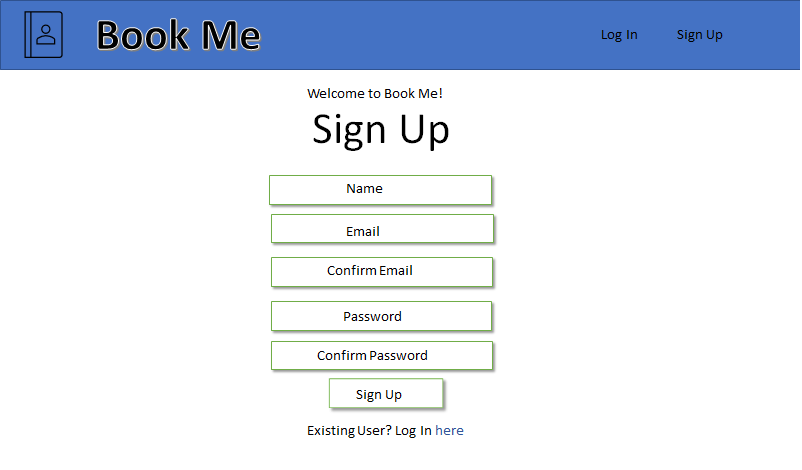 Book Me
Log In
Sign Up
Welcome to Book Me!
Sign Up
Name
Email
Confirm Email
Password
Confirm Password
Sign Up
Existing User? Log In here